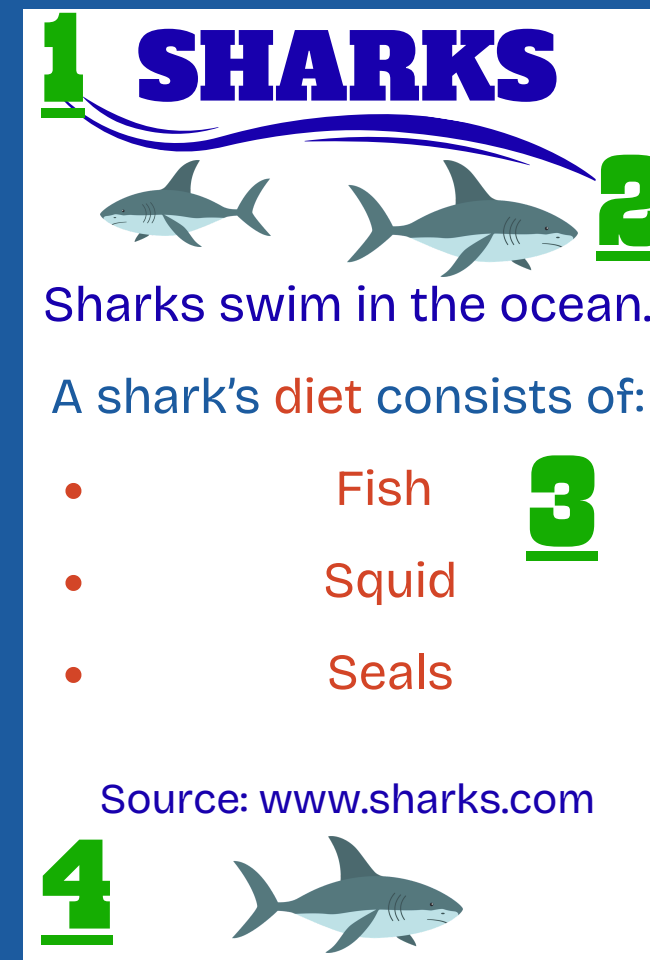 1
SHARKS
2
Sharks swim in the ocean.
A shark’s diet consists of:
• Fish
3
• Squid
• Seals
Source: www.sharks.com
4